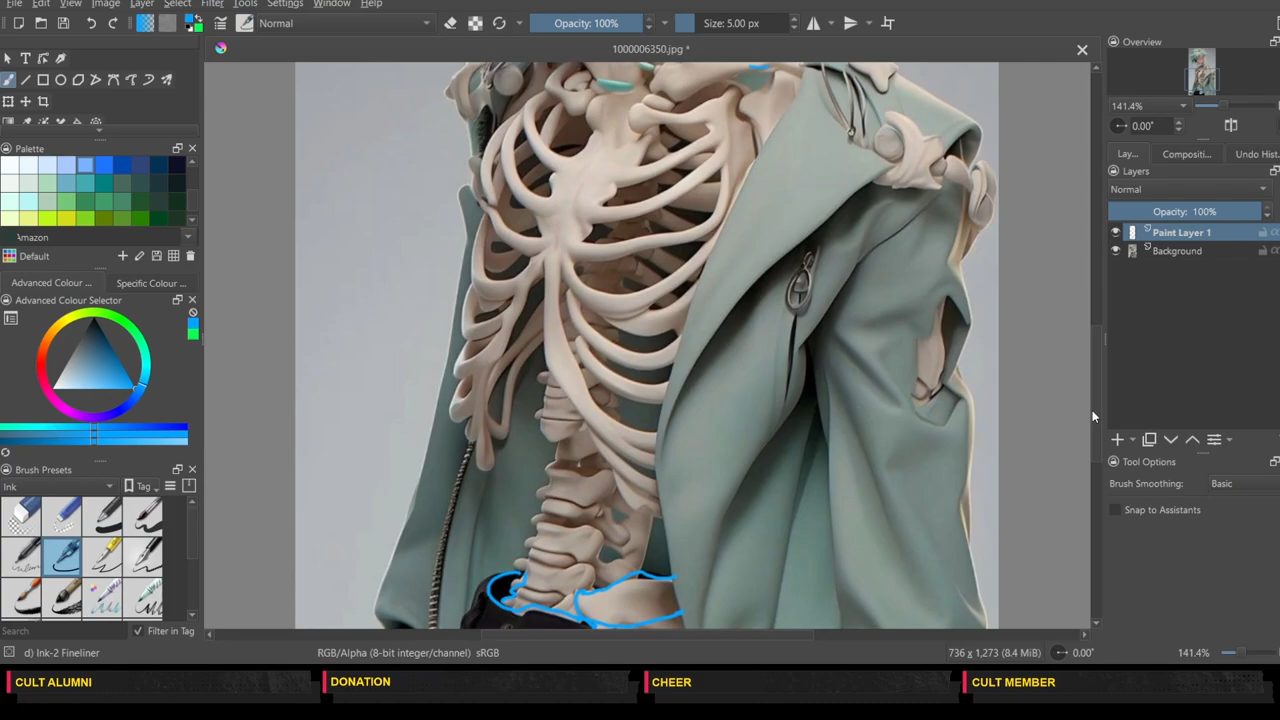 File Edit View Image Layer Select Filter Tools Settings Window Help
Normal Opacity: 100% Size: 5.00 px
1000006350.jpg *
Palette
Amazon
Default
Advanced Colour ... Specific Colour ...
Advanced Colour Selector
Brush Presets
Ink Tag
Search Filter in Tag
d) Ink-2 Fineliner RGB/Alpha (8-bit integer/channel) sRGB 736 x 1,273 (8.4 MiB) 0.00° 141.4%
Overview
141.4%
0.00°
Lay... Compositi... Undo Hist.
Layers
Normal
Opacity: 100%
Paint Layer 1
Background
Tool Options
Brush Smoothing: Basic
Snap to Assistants
CULT ALUMNI DONATION CHEER CULT MEMBER